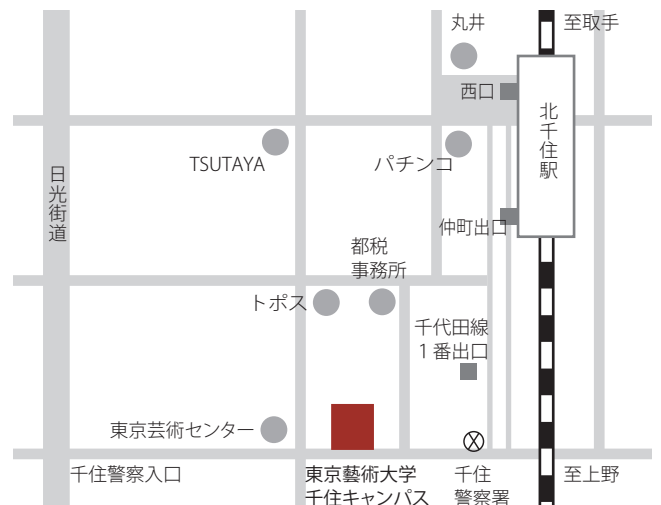 丸井
至取手
西口
北千住駅
TSUTAYA
パチンコ
日光街道
仲町出口
都税
事務所
トポス
千代田線
1番出口
東京芸術センター
千住警察入口
東京藝術大学
千住キャンパス
千住
警察署
至上野